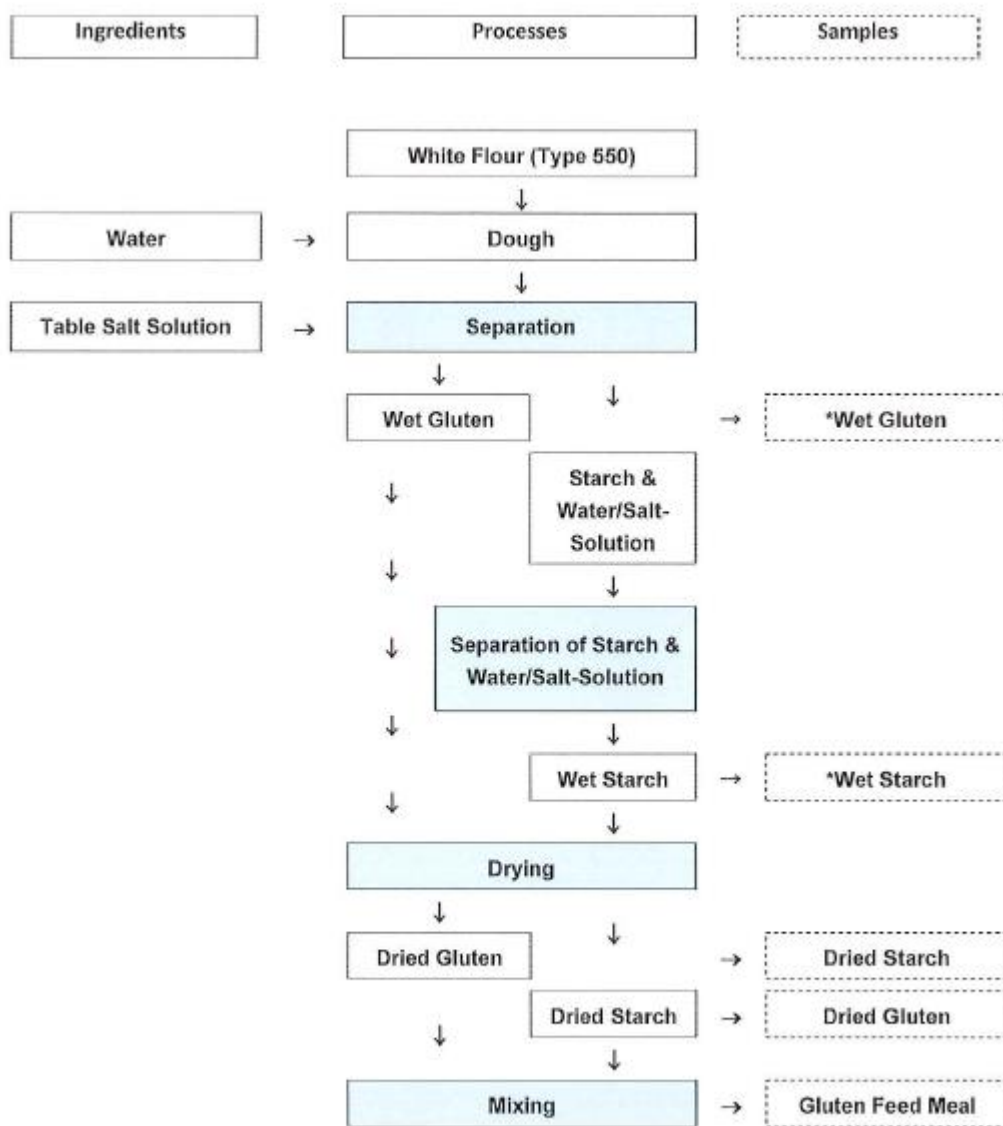 Ingredients
Processes
Samples
White Flour (Type 550)
↓
Water → Dough
↓
Table Salt Solution → Separation
↓ ↓
Wet Gluten → *Wet Gluten
↓
Starch &
Water/Salt-
Solution
↓ ↓
Separation of Starch &
Water/Salt-Solution
↓
↓ ↓
Wet Starch → *Wet Starch
↓ ↓
Drying
↓ ↓
Dried Gluten → Dried Starch
Dried Starch → Dried Gluten
↓ ↓
Mixing → Gluten Feed Meal